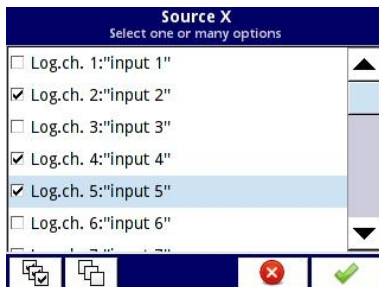 Source X
Select one or many options
Log.ch. 1:"input 1"
Log.ch. 2:"input 2"
Log.ch. 3:"input 3"
Log.ch. 4:"input 4"
Log.ch. 5:"input 5"
Log.ch. 6:"input 6"